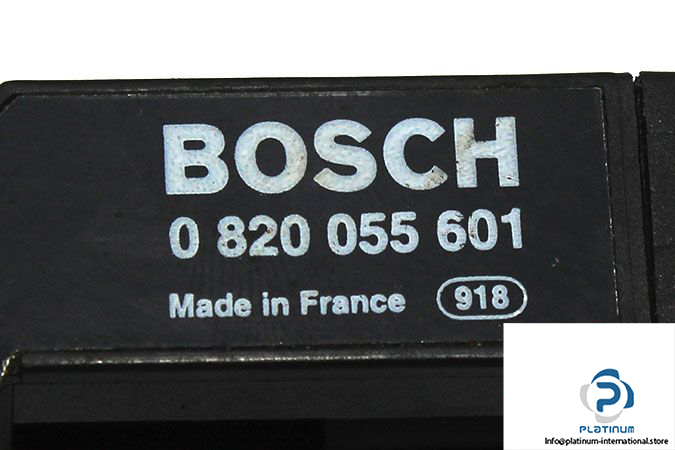 BOSCH
0 820 055 601
Made in France 918
PLATINUM
Info@platinum-international.store